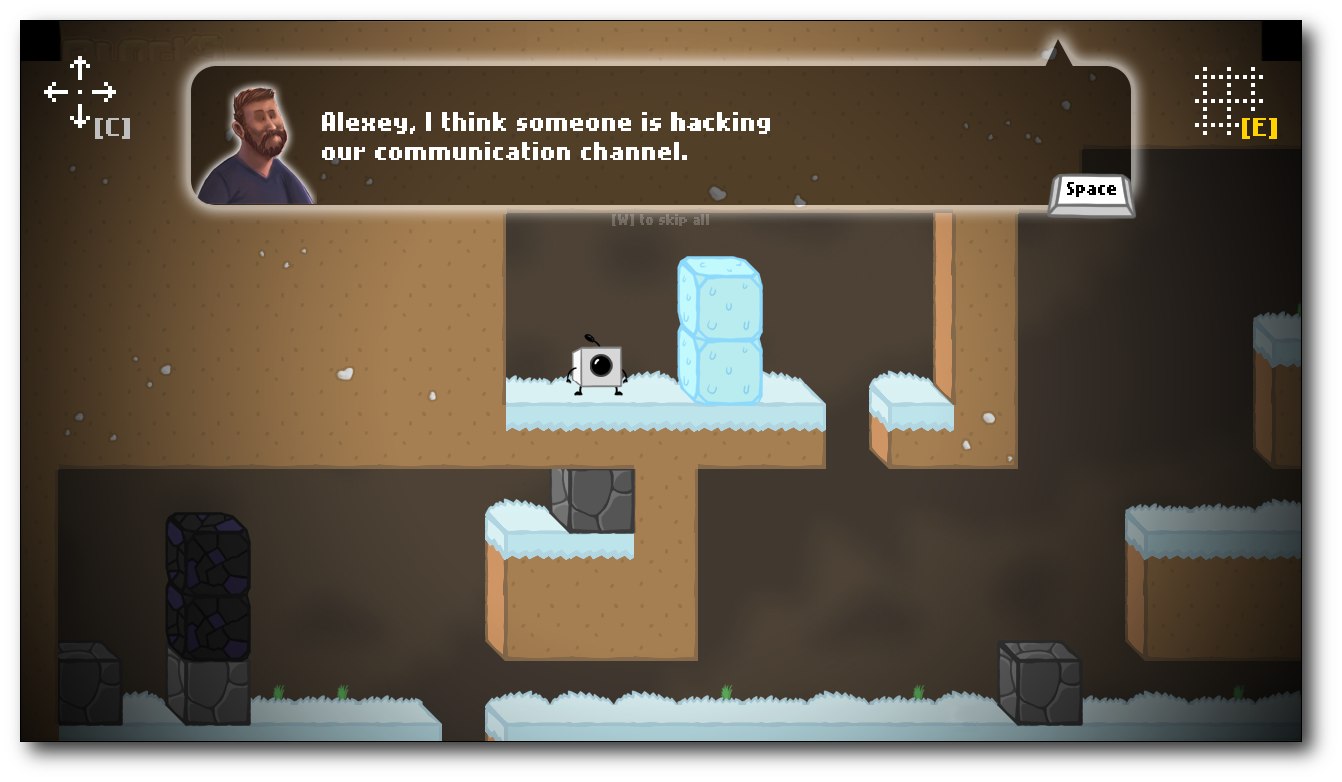 [C]
Alexey, I think someone is hacking
our communication channel.
[E]
Space
[W] to skip all